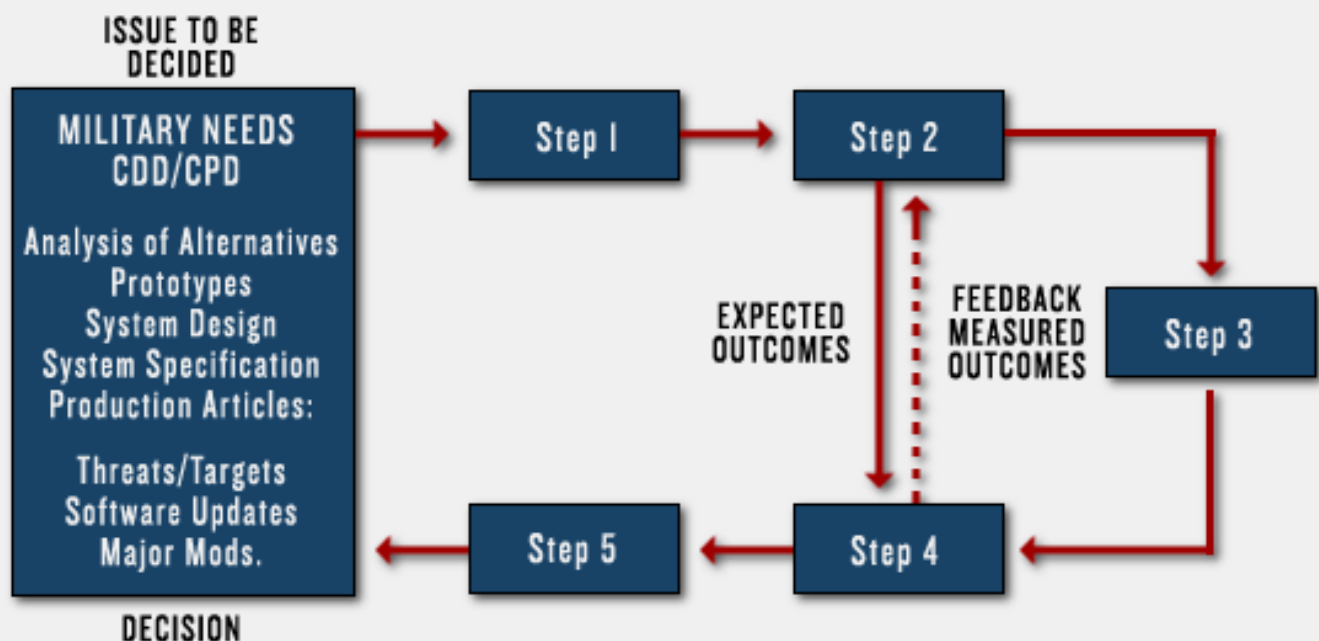 ISSUE TO BE
DECIDED
MILITARY NEEDS
CDD/CPD
Analysis of Alternatives
Prototypes
System Design
System Specification
Production Articles:
Threats/Targets
Software Updates
Major Mods.
DECISION
Step 1
Step 2
EXPECTED
OUTCOMES
FEEDBACK
MEASURED
OUTCOMES
Step 3
Step 4
Step 5